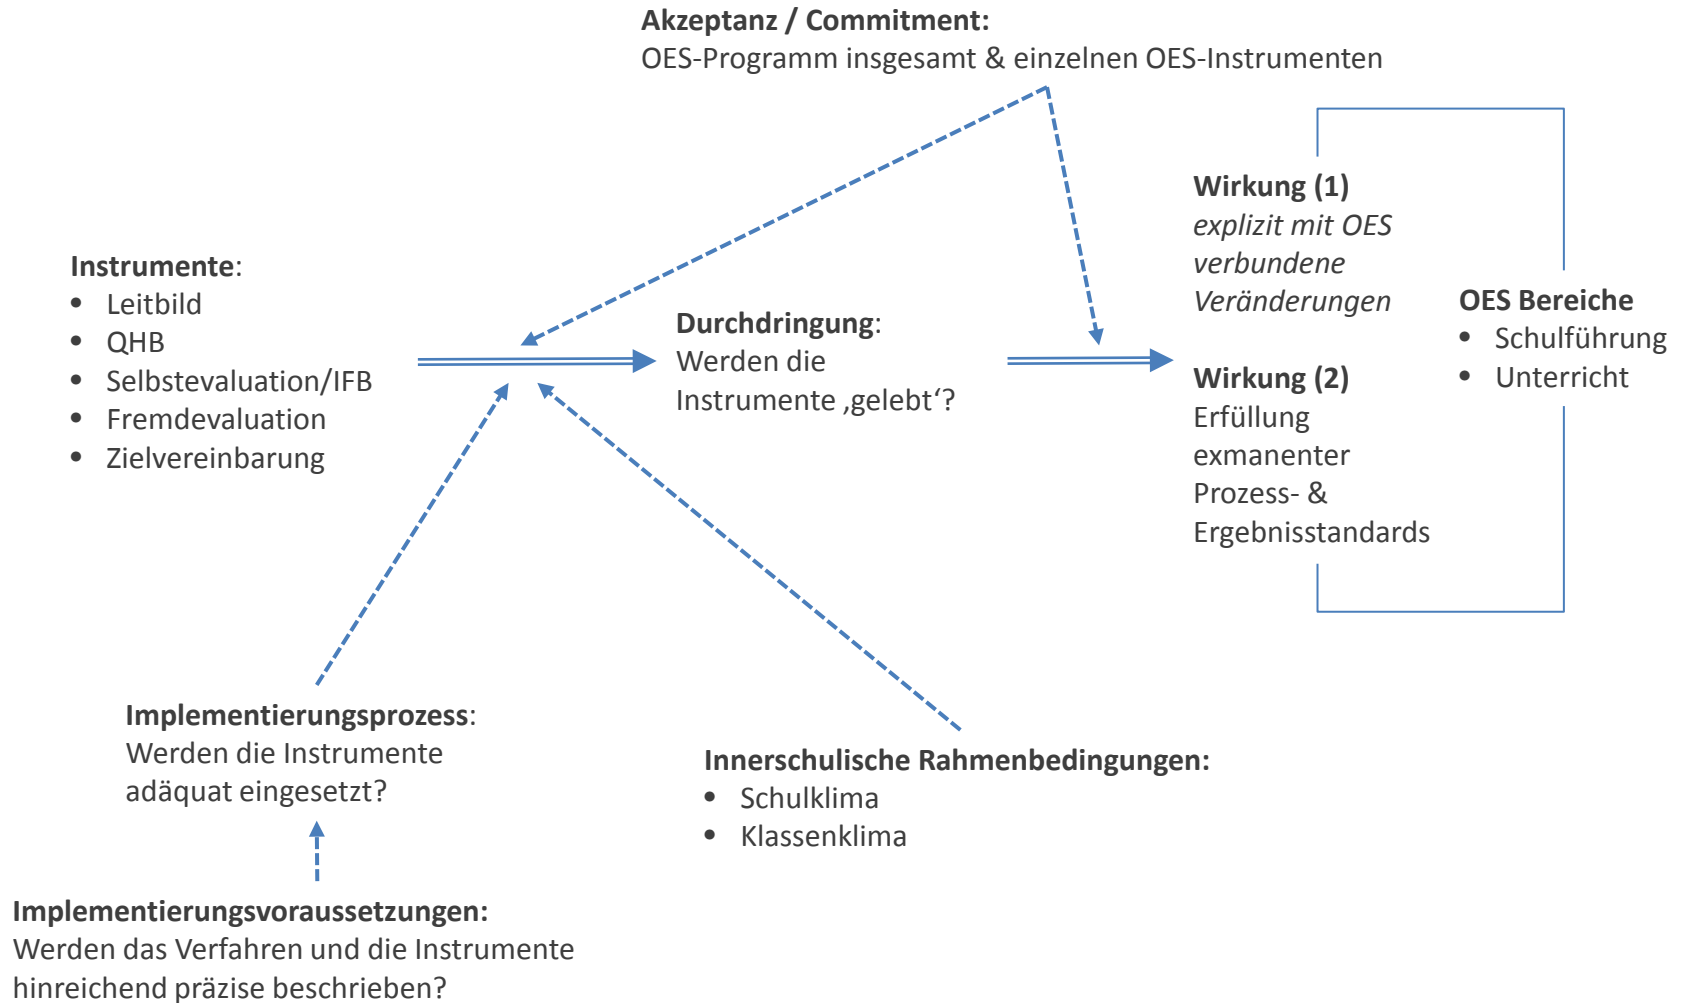 Akzeptanz / Commitment:
OES-Programm insgesamt & einzelnen OES-Instrumenten
Instrumente:
• Leitbild
• QHB
• Selbstevaluation/IFB
• Fremdevaluation
• Zielvereinbarung
Durchdringung:
Werden die
Instrumente ‚gelebt‘?
Wirkung (1)
explizit mit OES
verbundene
Veränderungen
Wirkung (2)
Erfüllung
exmanenter
Prozess- &
Ergebnisstandards
OES Bereiche
• Schulführung
• Unterricht
Implementierungsprozess:
Werden die Instrumente
adäquat eingesetzt?
Innerschulische Rahmenbedingungen:
• Schulklima
• Klassenklima
Implementierungsvoraussetzungen:
Werden das Verfahren und die Instrumente
hinreichend präzise beschrieben?